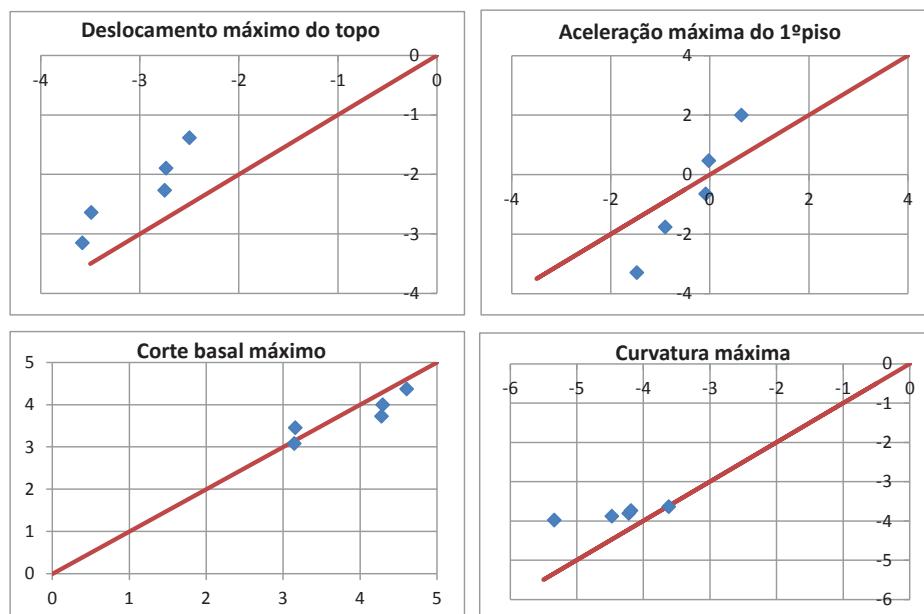 Deslocamento máximo do topo
-4 -3 -2 -1 0
0
-1
-2
-3
-4
Aceleração máxima do 1ºpiso
4
2
0
-2
-4
-4 -2 0 2 4
Corte basal máximo
5
4
3
2
1
0
0 1 2 3 4 5
Curvatura máxima
-6 -5 -4 -3 -2 -1 0
0
-1
-2
-3
-4
-5
-6